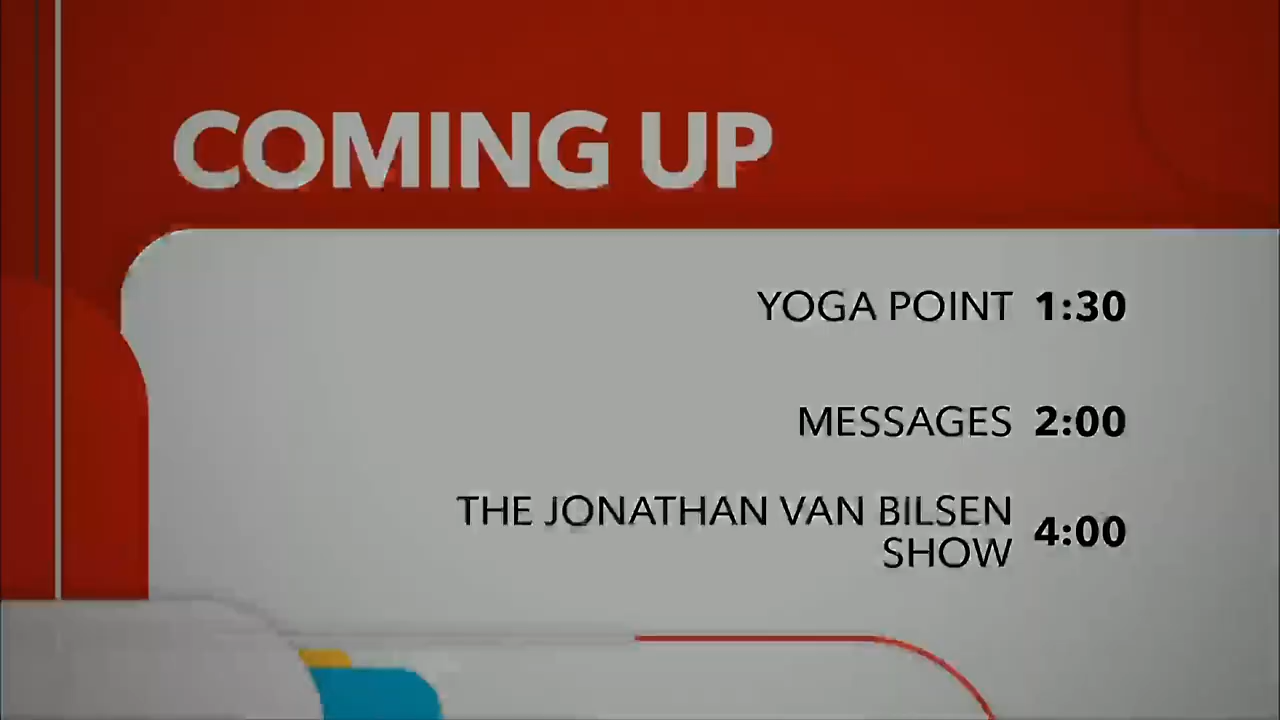 COMING UP
YOGA POINT 1:30
MESSAGES 2:00
THE JONATHAN VAN BILSEN
SHOW 4:00